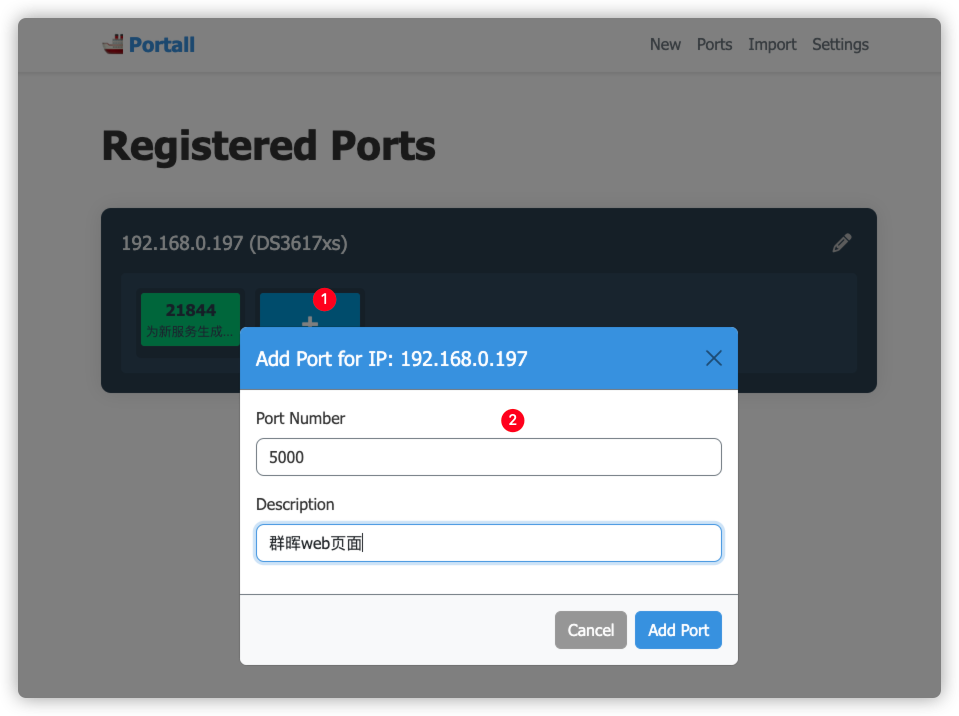 Portall
New Ports Import Settings
Registered Ports
192.168.0.197 (DS3617xs)
1
21844
+
为新服务生成...
Add Port for IP: 192.168.0.197
Port Number
2
5000
Description
群晖web页面
Cancel Add Port